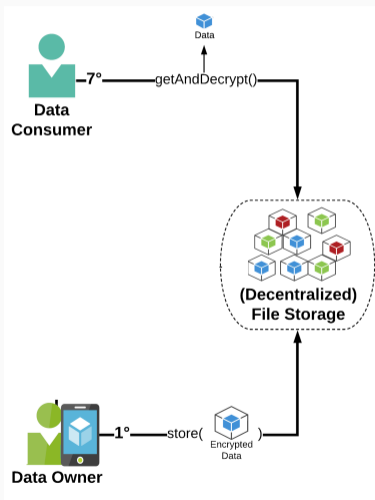 Data
7°
getAndDecrypt()
Data
Consumer
(Decentralized)
File Storage
1°
store(
)
Encrypted
Data
Data Owner